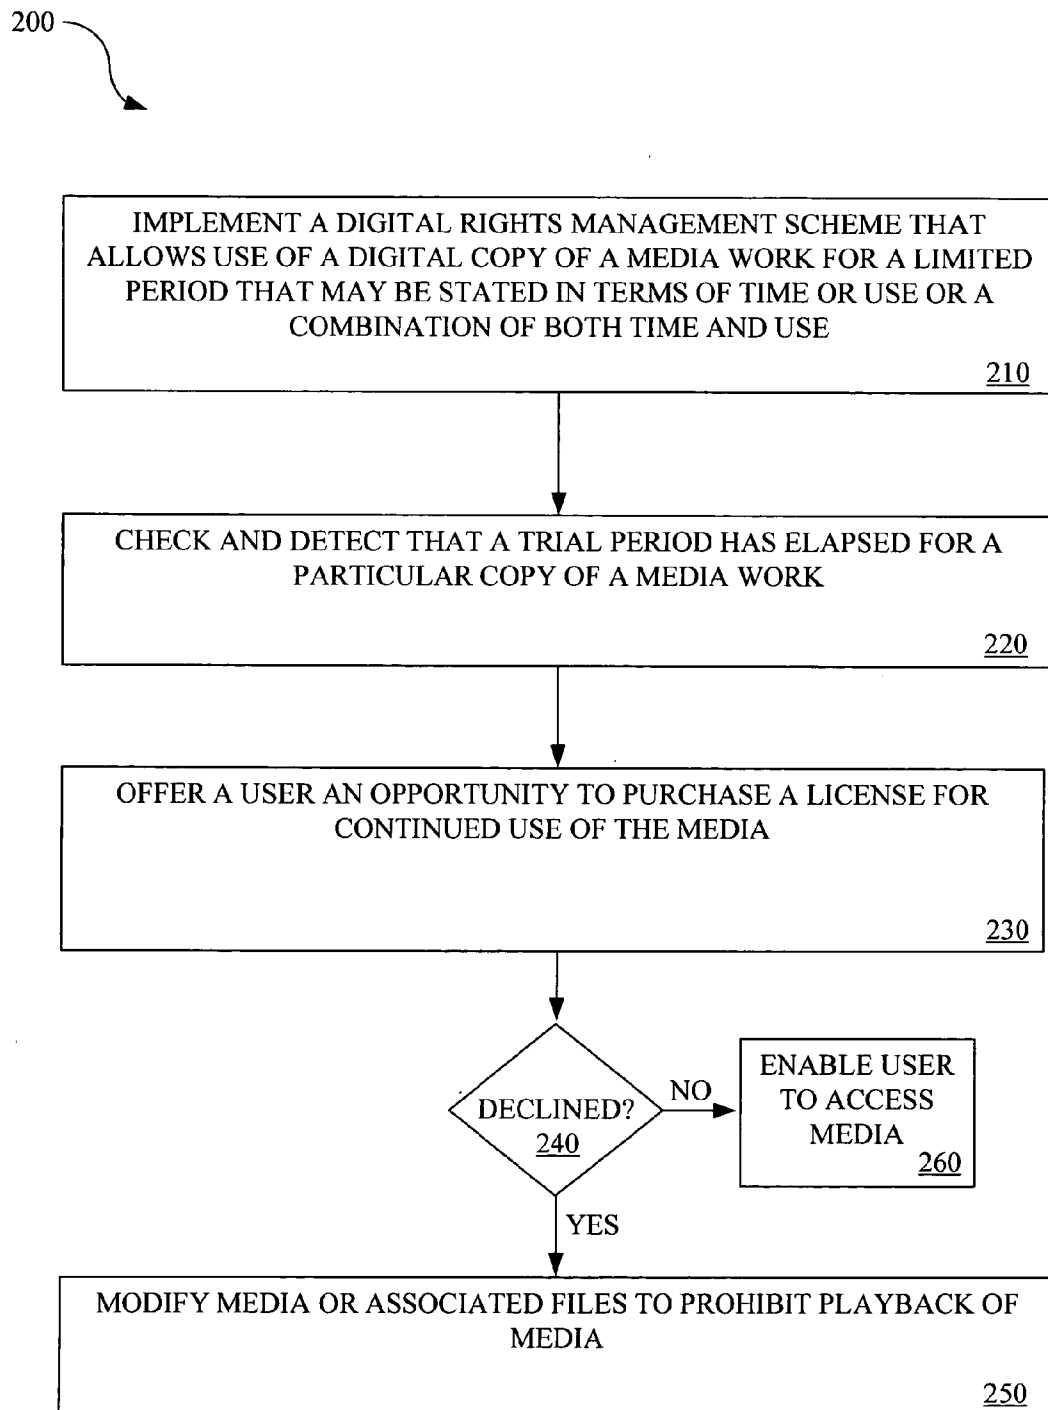 200
IMPLEMENT A DIGITAL RIGHTS MANAGEMENT SCHEME THAT
ALLOWS USE OF A DIGITAL COPY OF A MEDIA WORK FOR A LIMITED
PERIOD THAT MAY BE STATED IN TERMS OF TIME OR USE OR A
COMBINATION OF BOTH TIME AND USE
210
CHECK AND DETECT THAT A TRIAL PERIOD HAS ELAPSED FOR A
PARTICULAR COPY OF A MEDIA WORK
220
OFFER A USER AN OPPORTUNITY TO PURCHASE A LICENSE FOR
CONTINUED USE OF THE MEDIA
230
DECLINED?
240
NO
ENABLE USER
TO ACCESS
MEDIA
260
YES
MODIFY MEDIA OR ASSOCIATED FILES TO PROHIBIT PLAYBACK OF
MEDIA
250